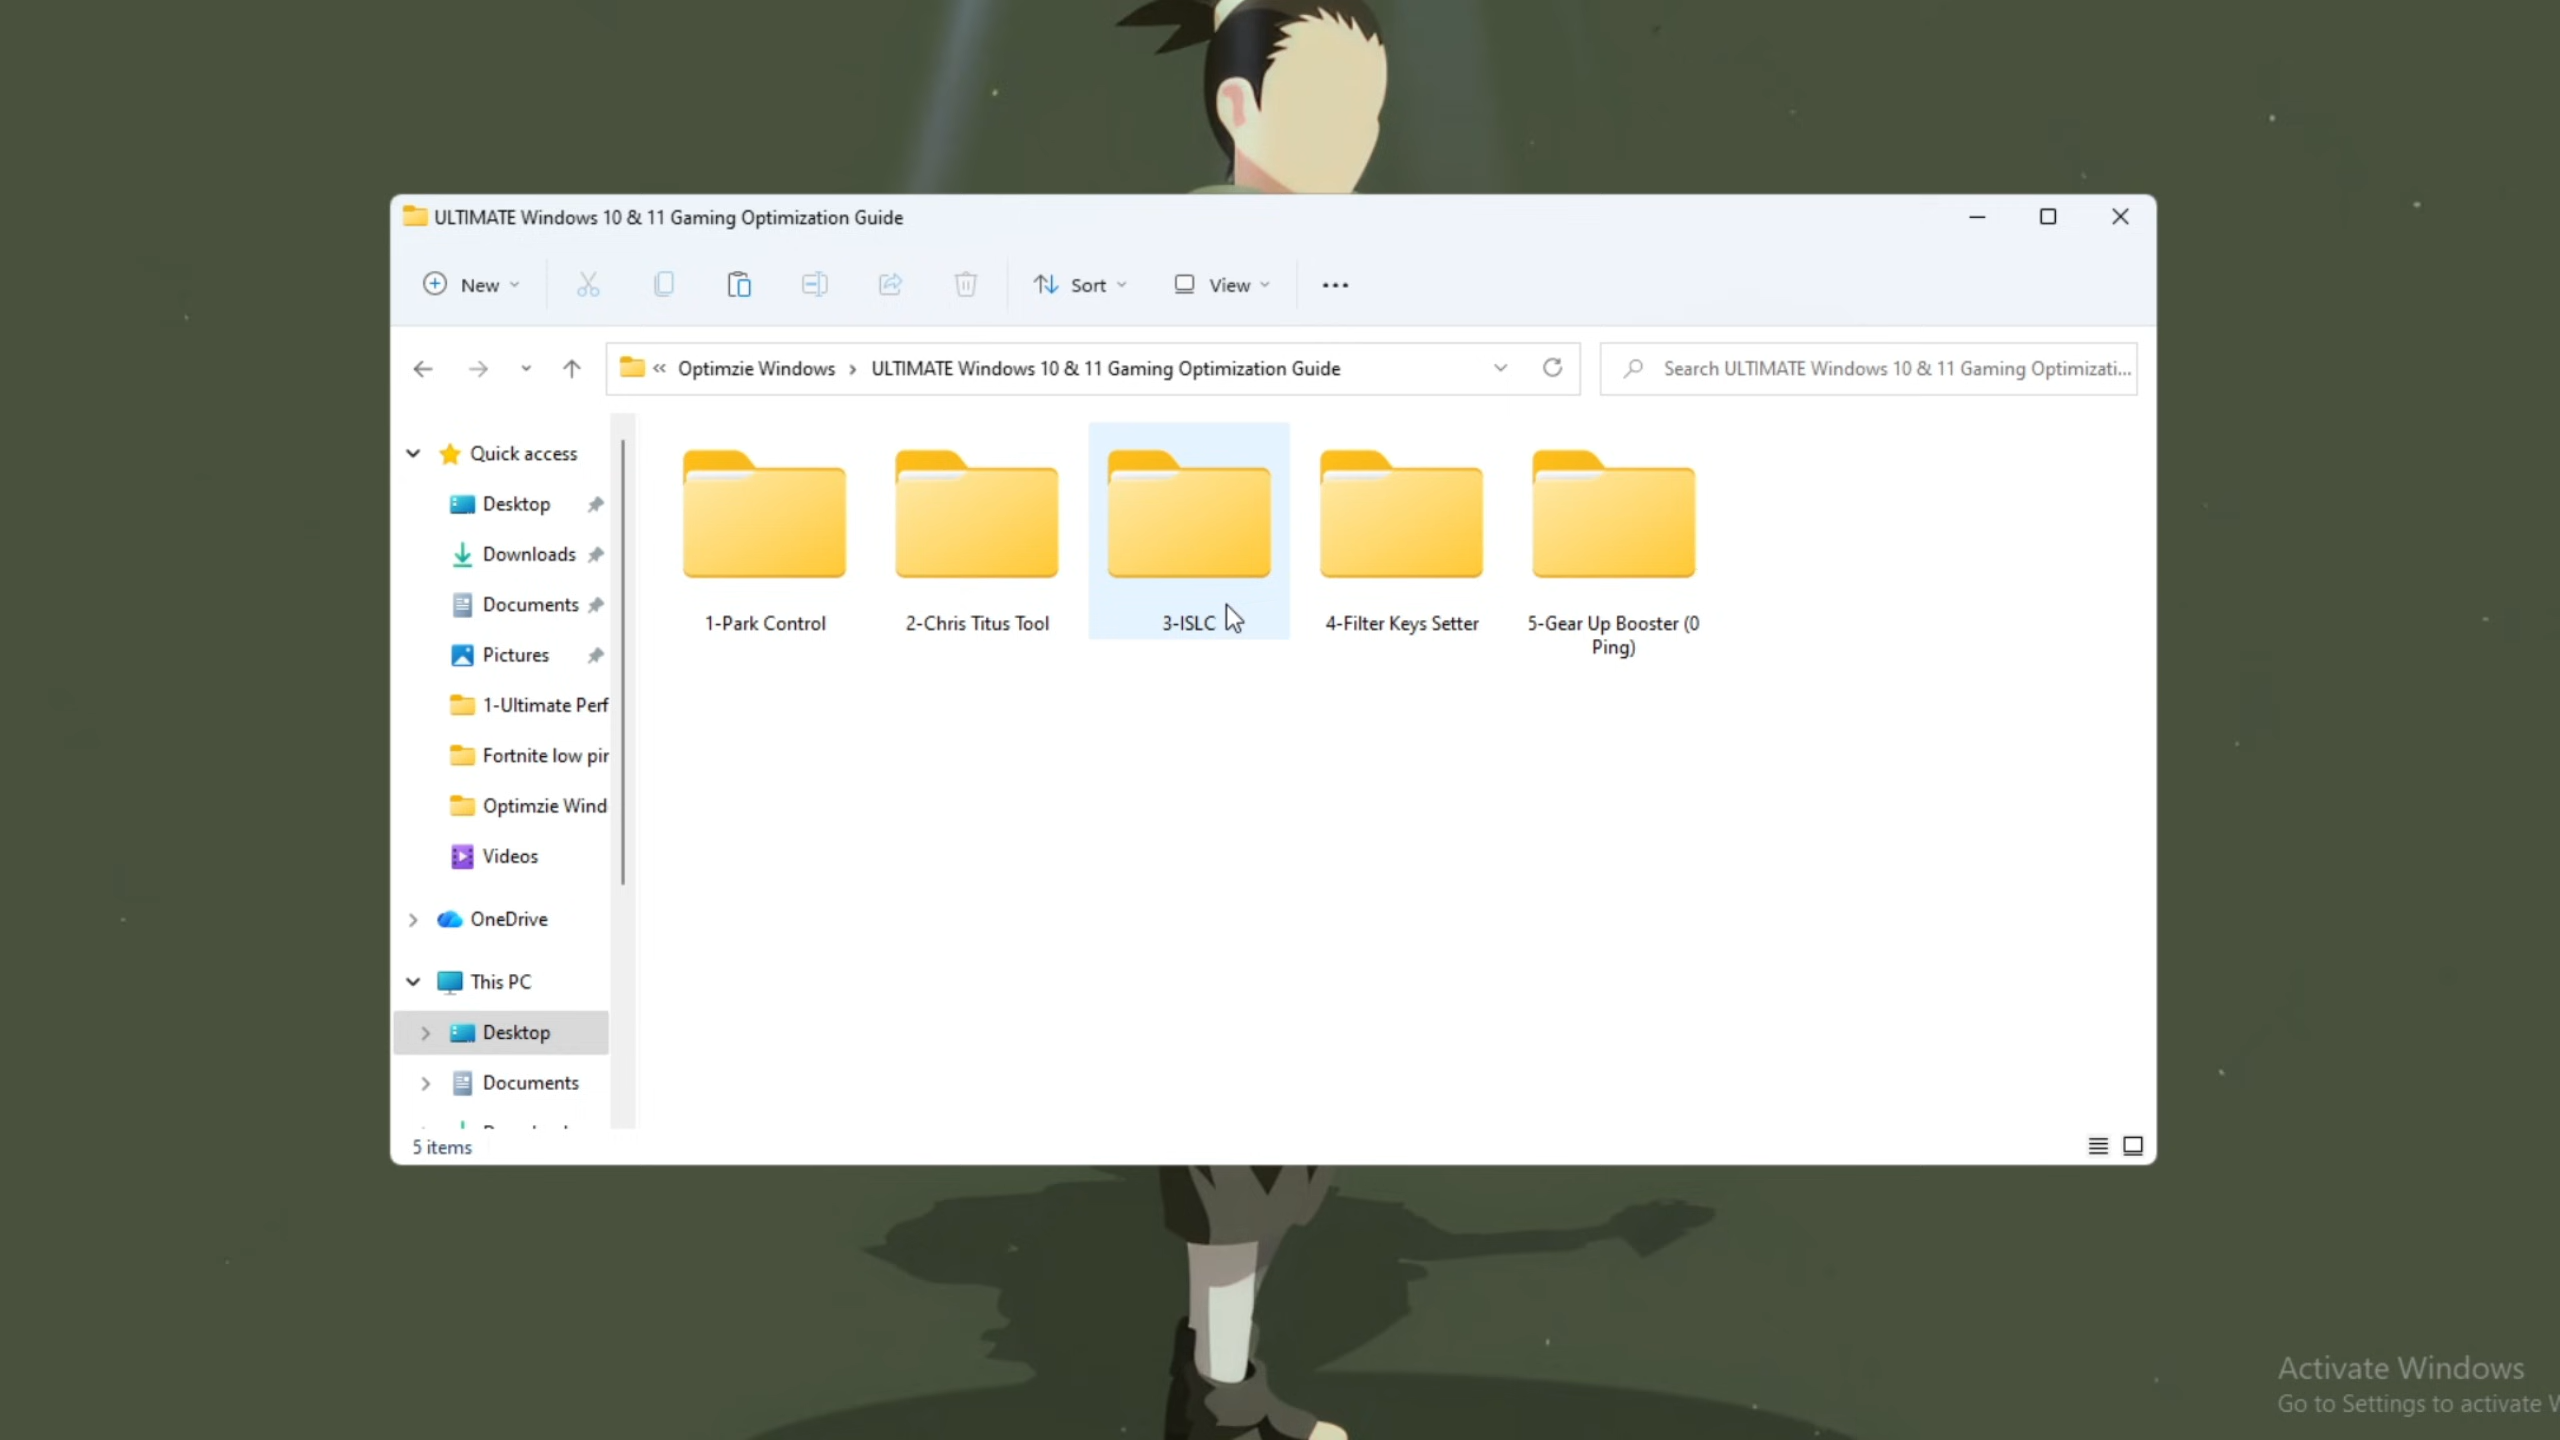 ULTIMATE Windows 10 & 11 Gaming Optimization Guide
New
Sort
View
« Optimzie Windows > ULTIMATE Windows 10 & 11 Gaming Optimization Guide
Search ULTIMATE Windows 10 & 11 Gaming Optimizati...
Quick access
Desktop
Downloads
Documents
Pictures
1-Ultimate Perf
Fortnite low pin
Optimzie Wind
Videos
OneDrive
This PC
Desktop
Documents
1-Park Control
2-Chris Titus Tool
3-ISLC
4-Filter Keys Setter
5-Gear Up Booster (0
Ping)
5 items
Activate Windows
Go to Settings to activate W